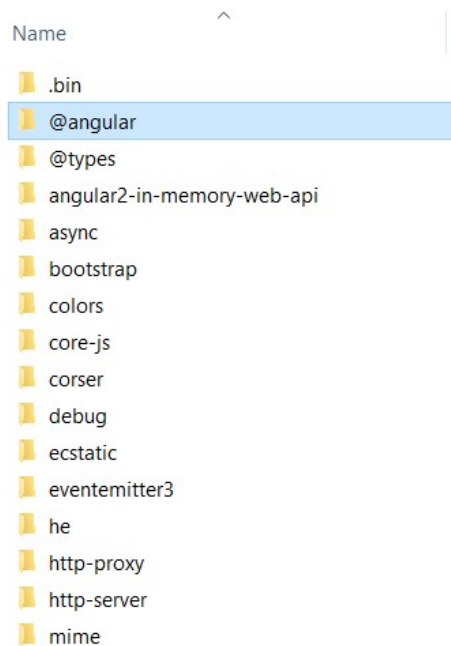 Name
.bin
@angular
@types
angular2-in-memory-web-api
async
bootstrap
colors
core-js
corser
debug
ecstatic
eventemitter3
he
http-proxy
http-server
mime